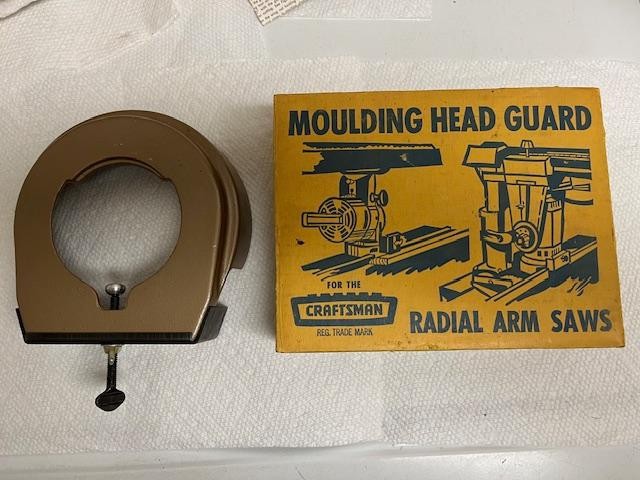 MOULDING HEAD GUARD
FOR THE
CRAFTSMAN
REG. TRADE MARK
RADIAL ARM SAWS